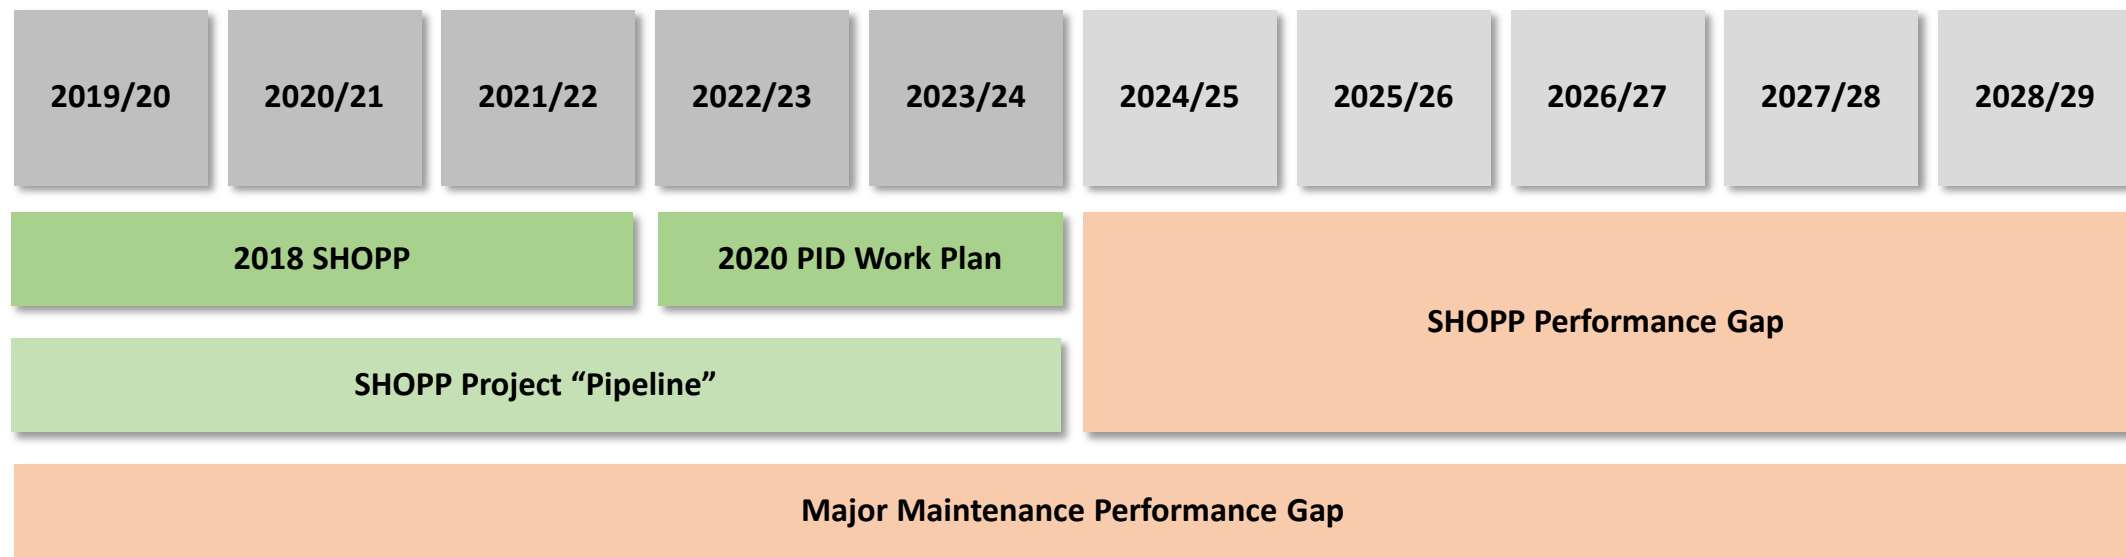 2019/20 2020/21 2021/22 2022/23 2023/24 2024/25 2025/26 2026/27 2027/28 2028/29
2018 SHOPP
2020 PID Work Plan
SHOPP Performance Gap
SHOPP Project “Pipeline”
Major Maintenance Performance Gap